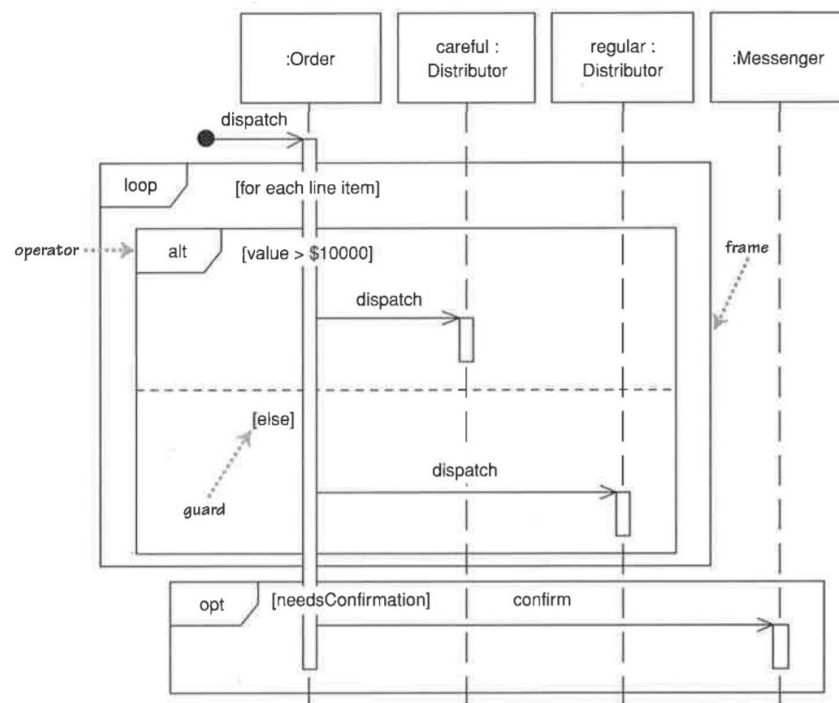 :Order
careful :
Distributor
regular :
Distributor
:Messenger
dispatch
loop
[for each line item]
operator
alt
[value > $10000]
frame
dispatch
[else]
dispatch
guard
opt
[needsConfirmation]
confirm